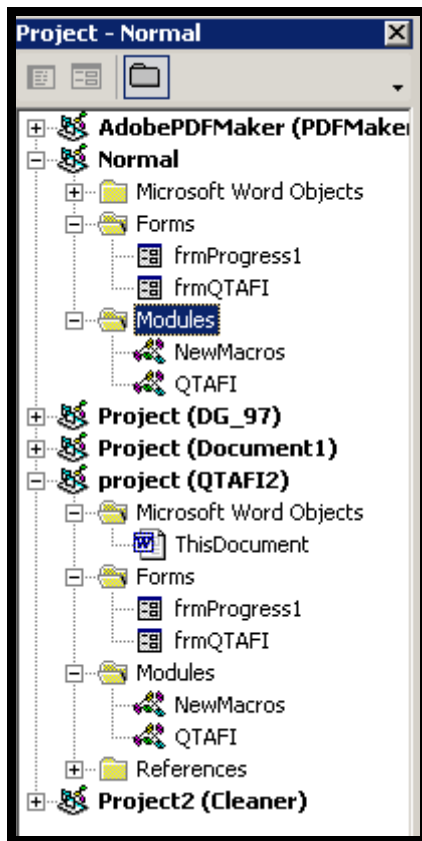 Project - Normal
AdobePDFMaker (PDFMaker
Normal
Microsoft Word Objects
Forms
frmProgress1
frmQTAFI
Modules
NewMacros
QTAFI
Project (DG_97)
Project (Document1)
project (QTAFI2)
Microsoft Word Objects
ThisDocument
Forms
frmProgress1
frmQTAFI
Modules
NewMacros
QTAFI
References
Project2 (Cleaner)